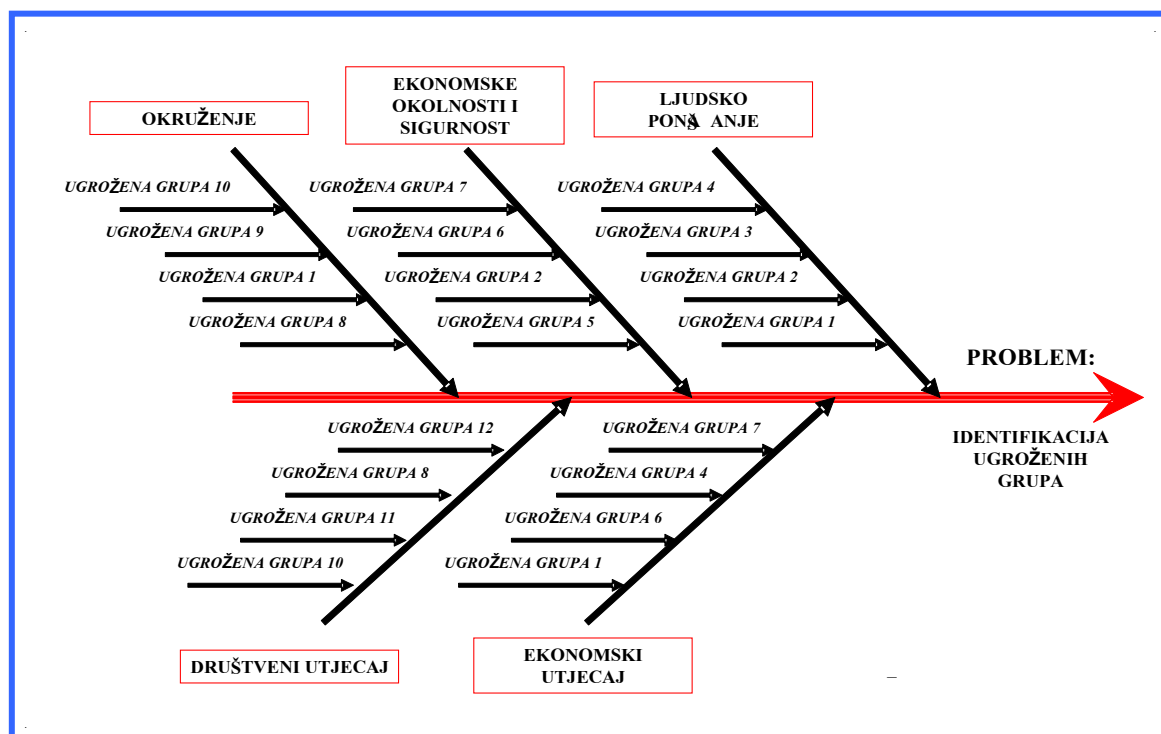 EKONOMSKE
OKOLNOSTI I
SIGURNOST
LJUDSKO
PONAŠANJE
OKRUŽENJE
UGROŽENA GRUPA 10
UGROŽENA GRUPA 9
UGROŽENA GRUPA 1
UGROŽENA GRUPA 8
UGROŽENA GRUPA 7
UGROŽENA GRUPA 6
UGROŽENA GRUPA 2
UGROŽENA GRUPA 5
UGROŽENA GRUPA 4
UGROŽENA GRUPA 3
UGROŽENA GRUPA 2
UGROŽENA GRUPA 1
PROBLEM:
IDENTIFIKACIJA
UGROŽENIH
GRUPA
UGROŽENA GRUPA 12
UGROŽENA GRUPA 8
UGROŽENA GRUPA 11
UGROŽENA GRUPA 10
UGROŽENA GRUPA 7
UGROŽENA GRUPA 4
UGROŽENA GRUPA 6
UGROŽENA GRUPA 1
DRUŠTVENI UTJECAJ
EKONOMSKI
UTJECAJ